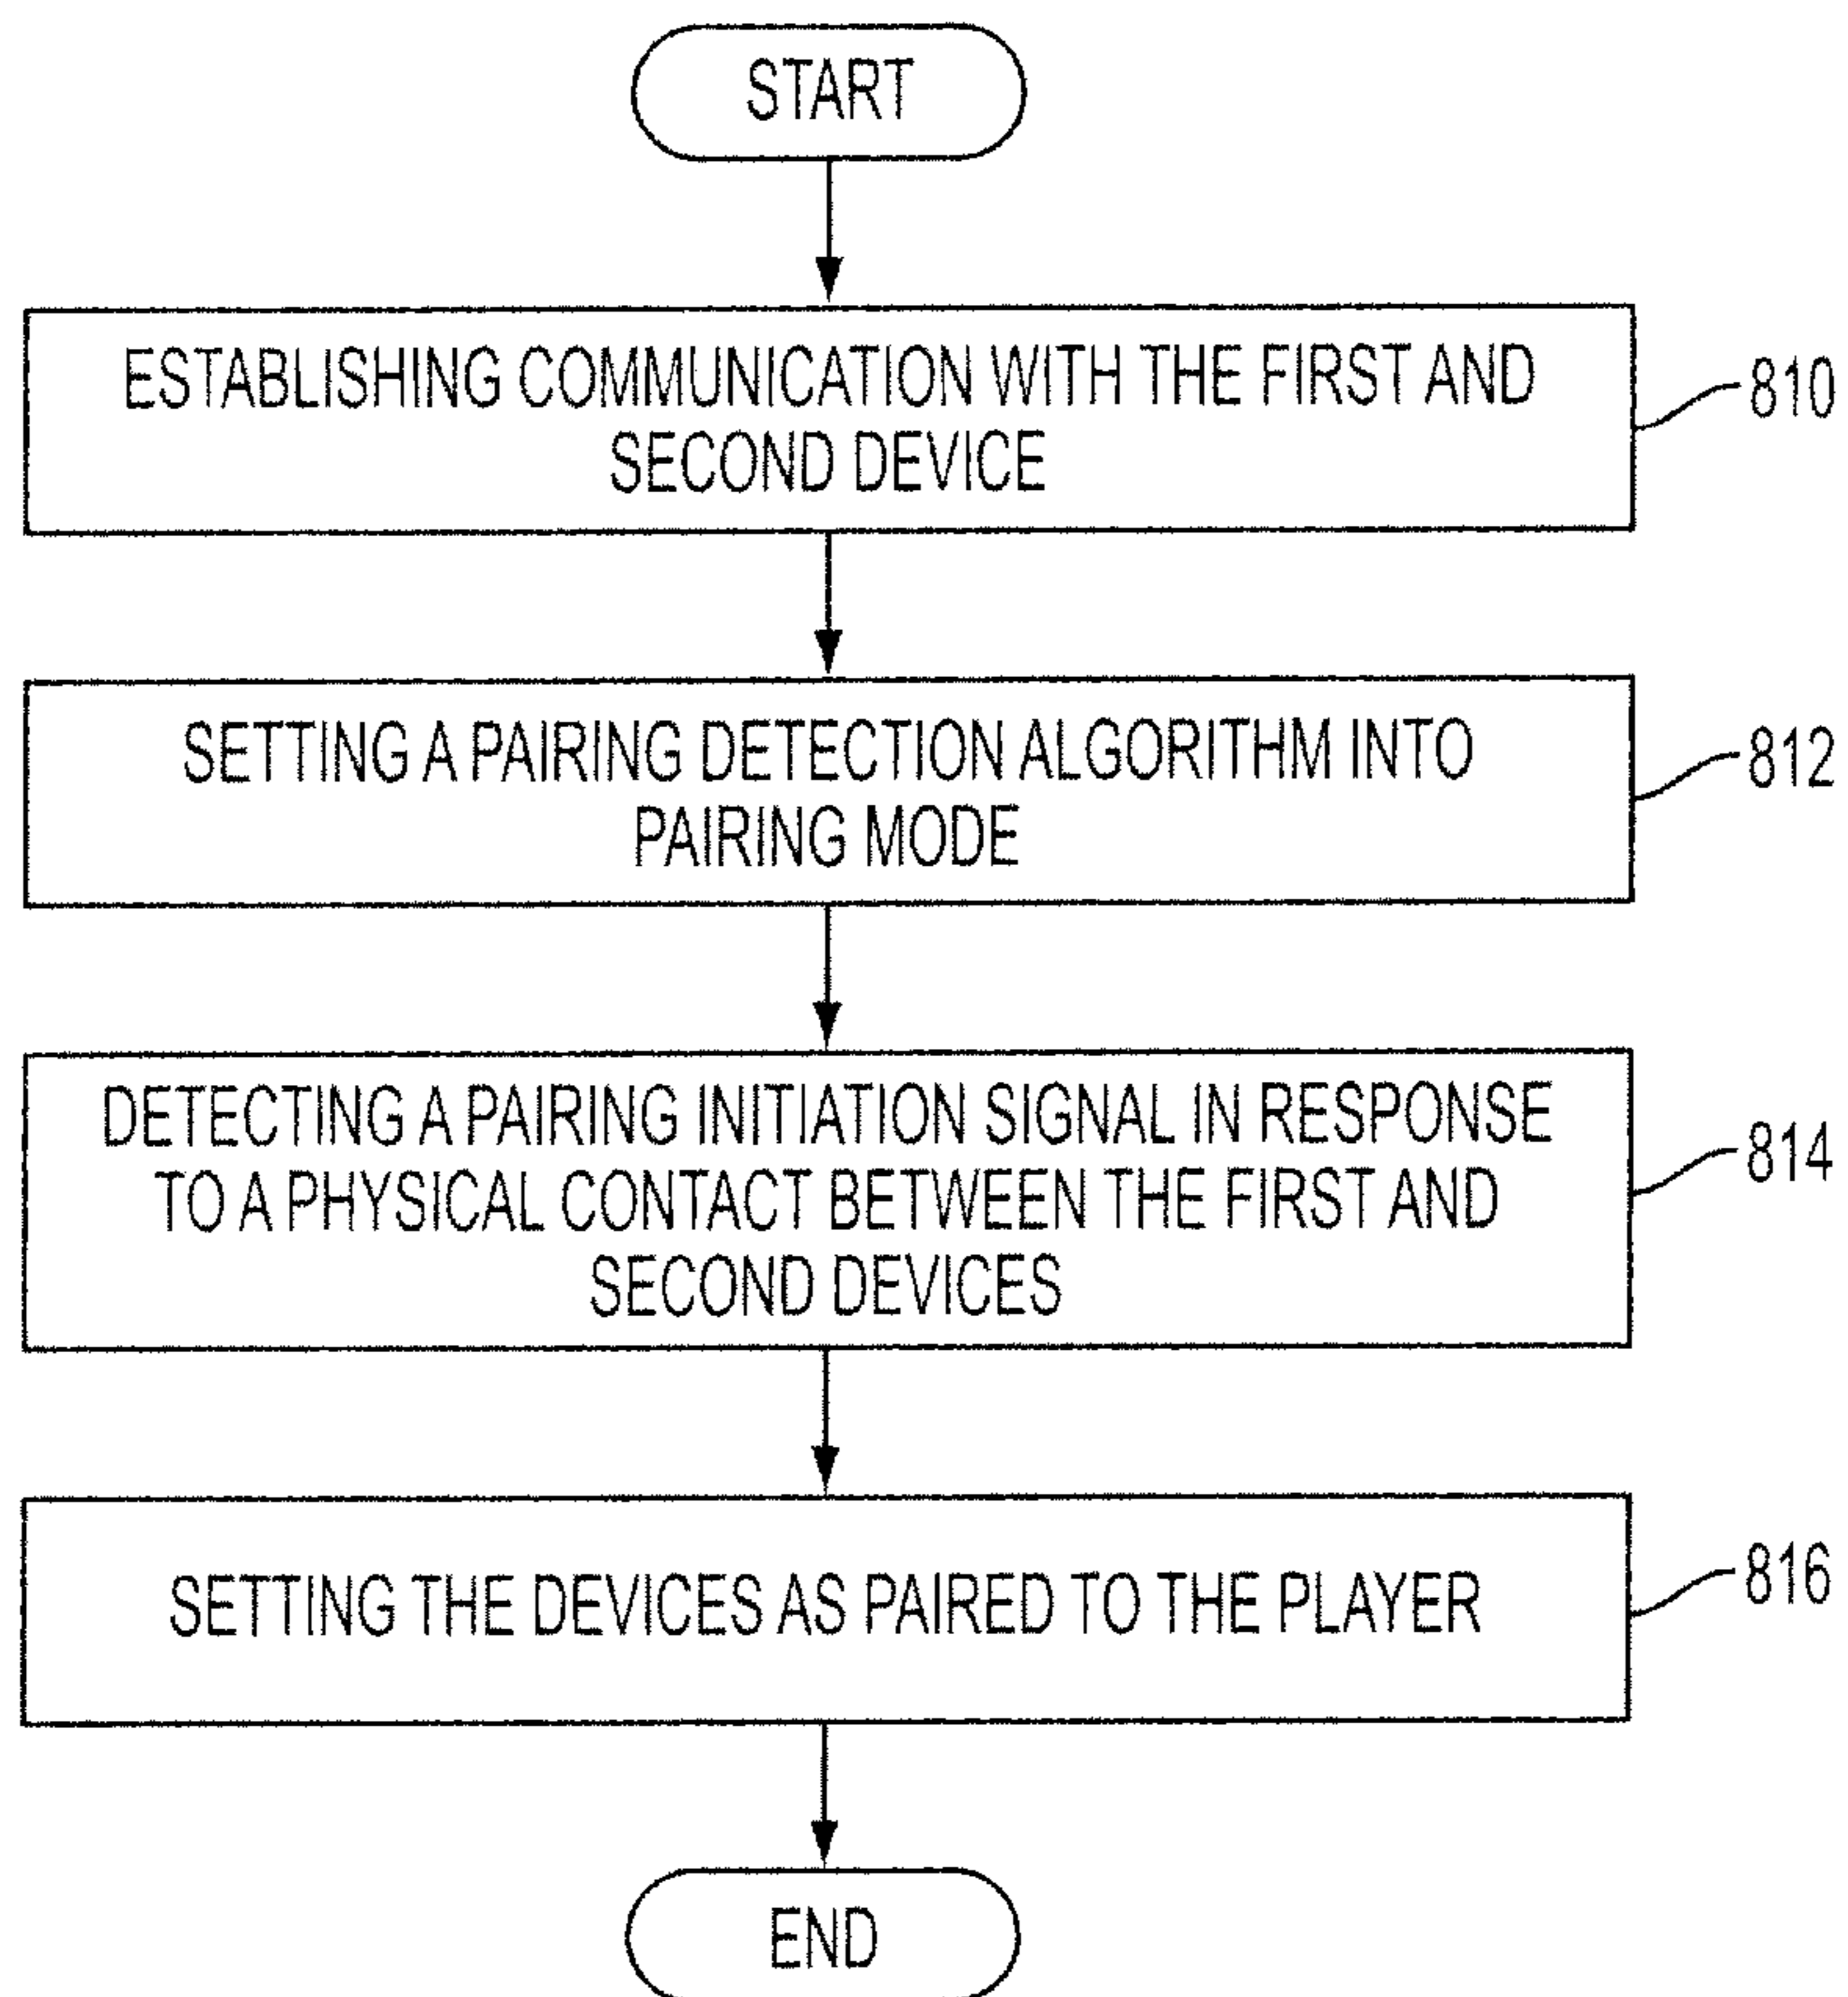 START
ESTABLISHING COMMUNICATION WITH THE FIRST AND
SECOND DEVICE
810
SETTING A PAIRING DETECTION ALGORITHM INTO
PAIRING MODE
812
DETECTING A PAIRING INITIATION SIGNAL IN RESPONSE
TO A PHYSICAL CONTACT BETWEEN THE FIRST AND
SECOND DEVICES
814
SETTING THE DEVICES AS PAIRED TO THE PLAYER
816
END